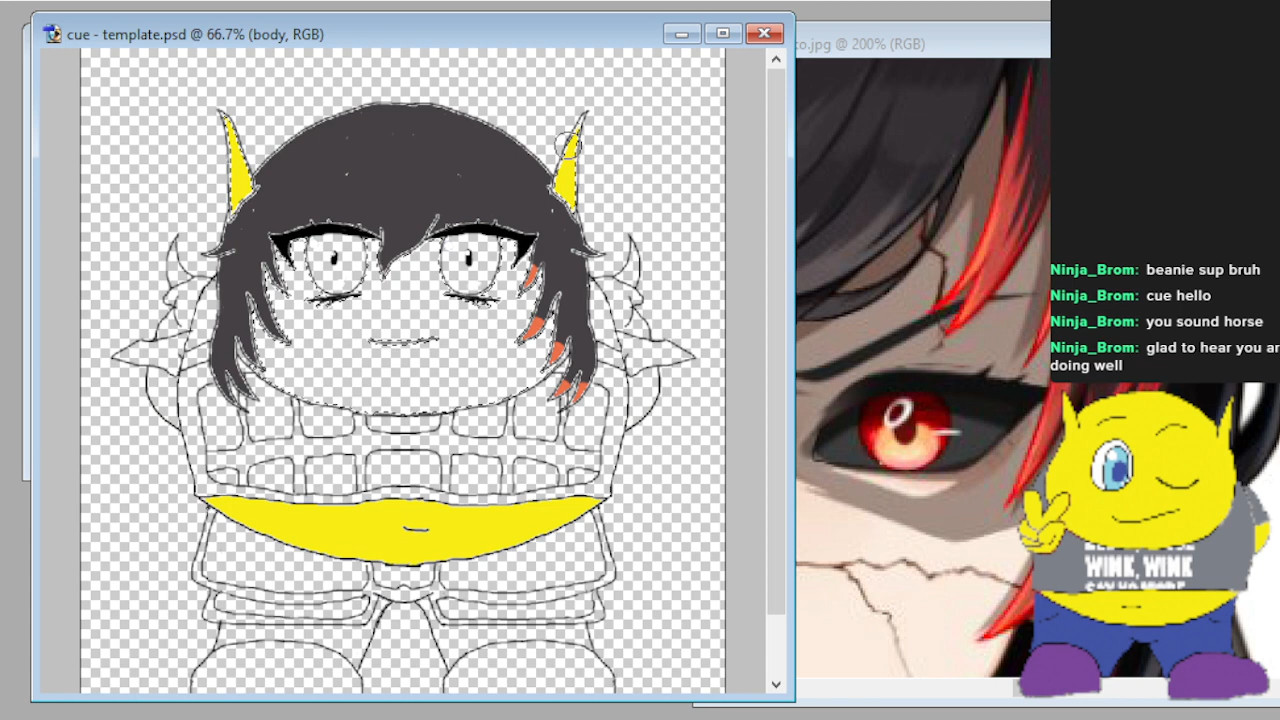 cue - template.psd @ 66.7% (body, RGB)
co.jpg @ 200% (RGB)
Ninja_Brom: beanie sup bruh
Ninja_Brom: cue hello
Ninja_Brom: you sound horse
Ninja_Brom: glad to hear you ar
doing well
WINK, WINK